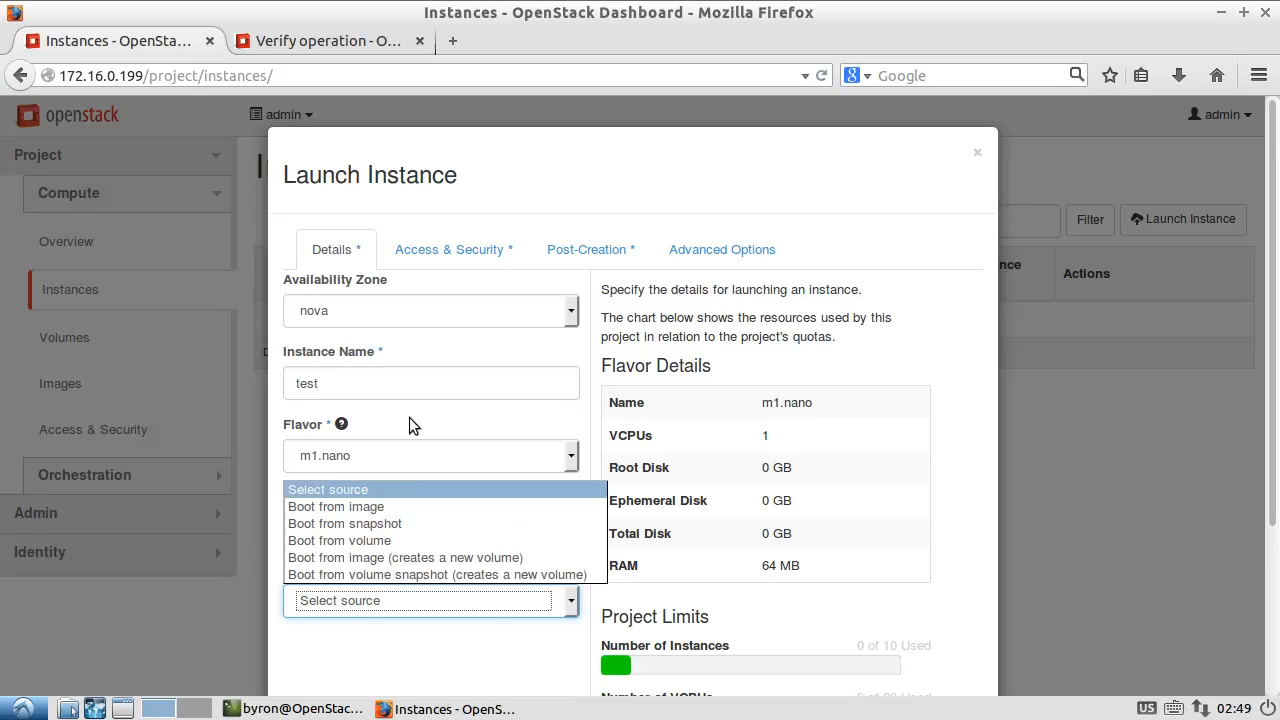 Instances - OpenStack Dashboard - Mozilla Firefox
Instances - OpenSta...
Verify operation - O...
172.16.0.199/project/instances/
Google
openstack
admin
admin
Project
Compute
Overview
Instances
Volumes
Images
Access & Security
Orchestration
Admin
Identity
Filter
Launch Instance
nce
Actions
Launch Instance
Details *
Access & Security *
Post-Creation *
Advanced Options
Availability Zone
nova
Instance Name *
test
Flavor *
m1.nano
Select source
Boot from image
Boot from snapshot
Boot from volume
Boot from image (creates a new volume)
Boot from volume snapshot (creates a new volume)
Select source
Specify the details for launching an instance.
The chart below shows the resources used by this
project in relation to the project's quotas.
Flavor Details
Name m1.nano
VCPUs 1
Root Disk 0 GB
Ephemeral Disk 0 GB
Total Disk 0 GB
RAM 64 MB
Project Limits
Number of Instances 0 of 10 Used
byron@OpenStac...
Instances - OpenS...
US
02:49